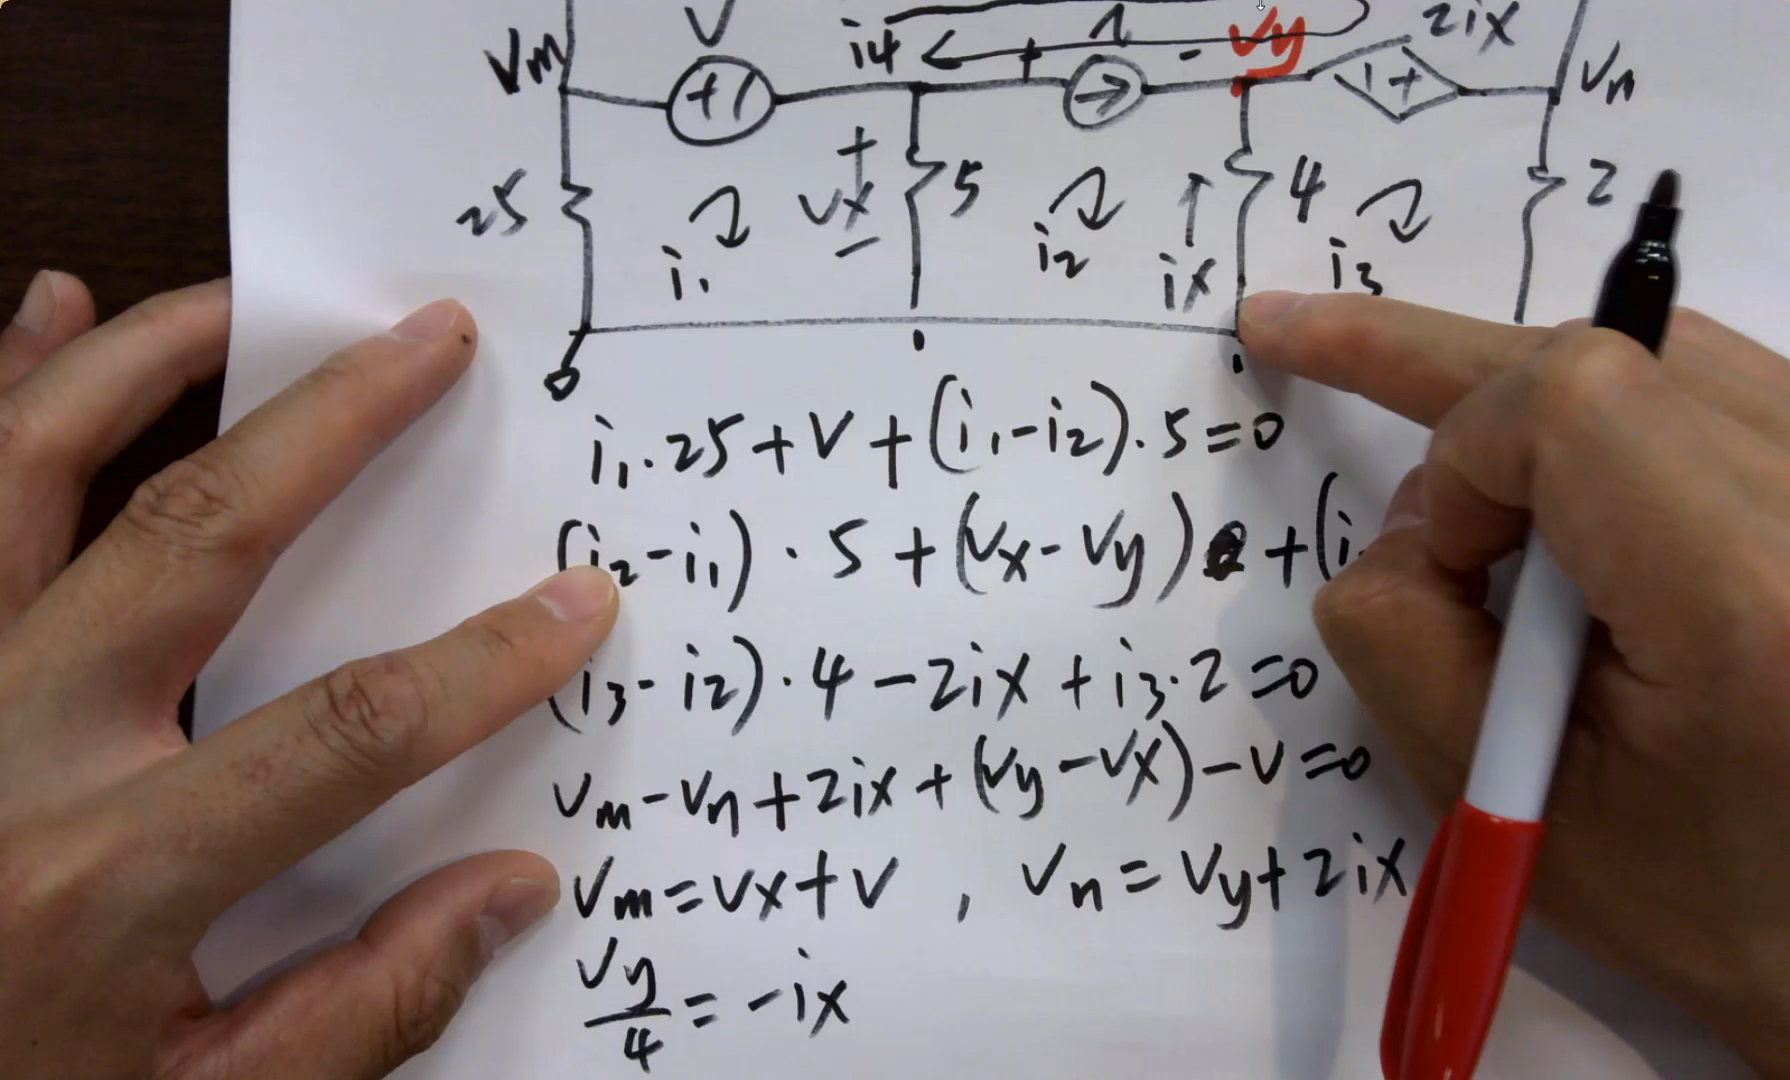 V
i4
+
1
-
Vy
2ix
Vm
+ -
- +
Vn
25
i1
+
Vx
-
5
i2
ix
4
i3
2
i1·25+V+(i1-i2)·5=0
(i2-i1)·5+(Vx-Vy)+(i
(i3-i2)·4-2ix+i3·2=0
Vm-Vn+2ix+(Vy-Vx)-V=0
Vm=Vx+V , Vn=Vy+2ix
Vy/4=-ix